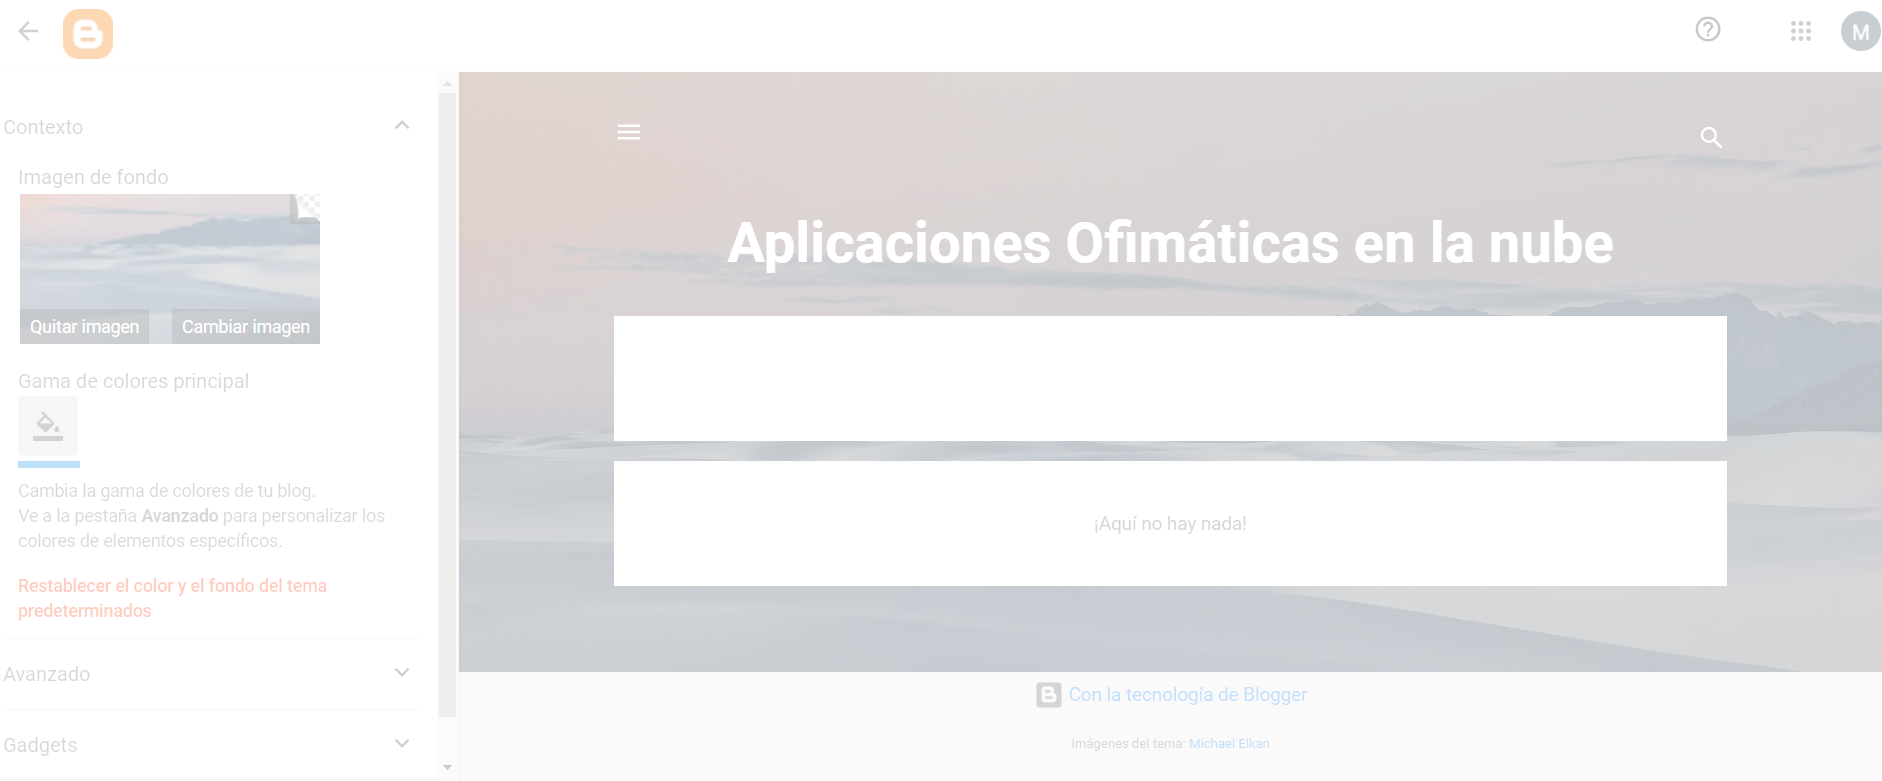 M
Contexto
Imagen de fondo
Quitar imagen
Cambiar imagen
Gama de colores principal
Cambia la gama de colores de tu blog.
Ve a la pestaña Avanzado para personalizar los
colores de elementos específicos.
Restablecer el color y el fondo del tema
predeterminados
Avanzado
Gadgets
Aplicaciones Ofimáticas en la nube
¡Aquí no hay nada!
Con la tecnología de Blogger
Imágenes del tema: Michael Elkan